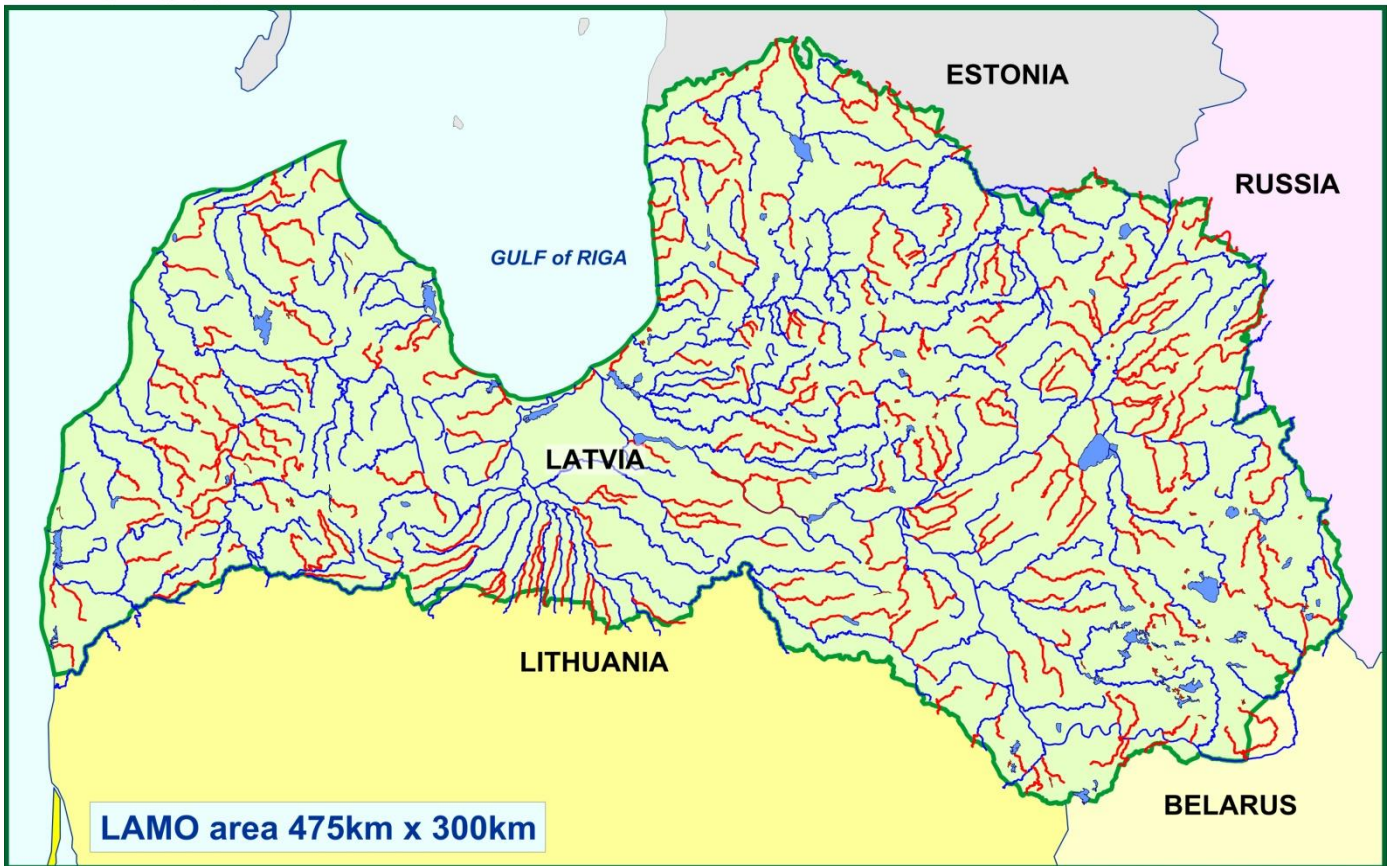 ESTONIA
RUSSIA
GULF of RIGA
LATVIA
LITHUANIA
BELARUS
LAMO area 475km x 300km